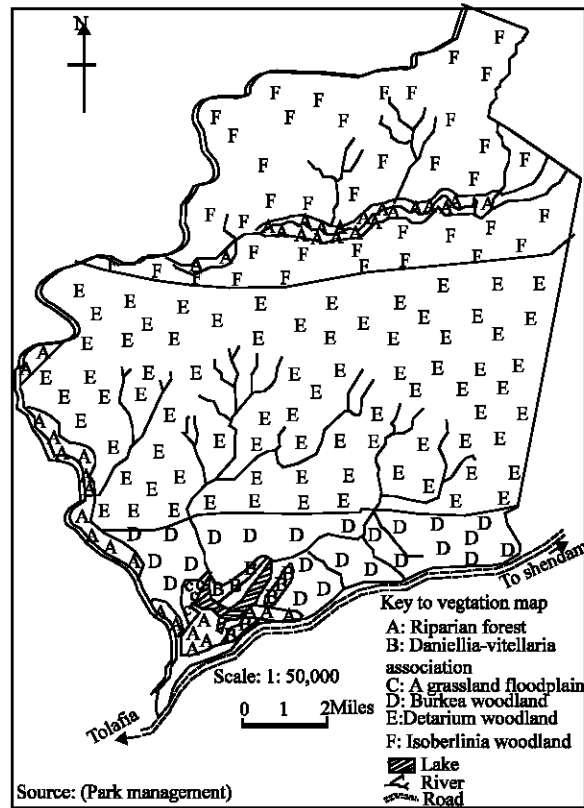 N
F
F F F
F F F
F F
F F F F
F F F
A A A A A A A A
F F F F
A A A A A A A
F F F
A A
F F F F F F
E E E E E E
E E E E E E E
E E E E E E E
A
A E E E E E E E
E E E E E E
A E E E E E
A E E E E E
A E E E E E
A E E E E E E
A D D D D D D
A A D D D D D
A D D B B D D
C B B B D
A A A A D
A A B B
To shendam
Key to vegtation map
A: Riparian forest
B: Daniellia-vitellaria
association
C: A grassland floodplain
D: Burkea woodland
E:Detarium woodland
F: Isoberlinia woodland
Lake
River
Road
Scale: 1: 50,000
0 1 2Miles
Tolafia
Source: (Park management)